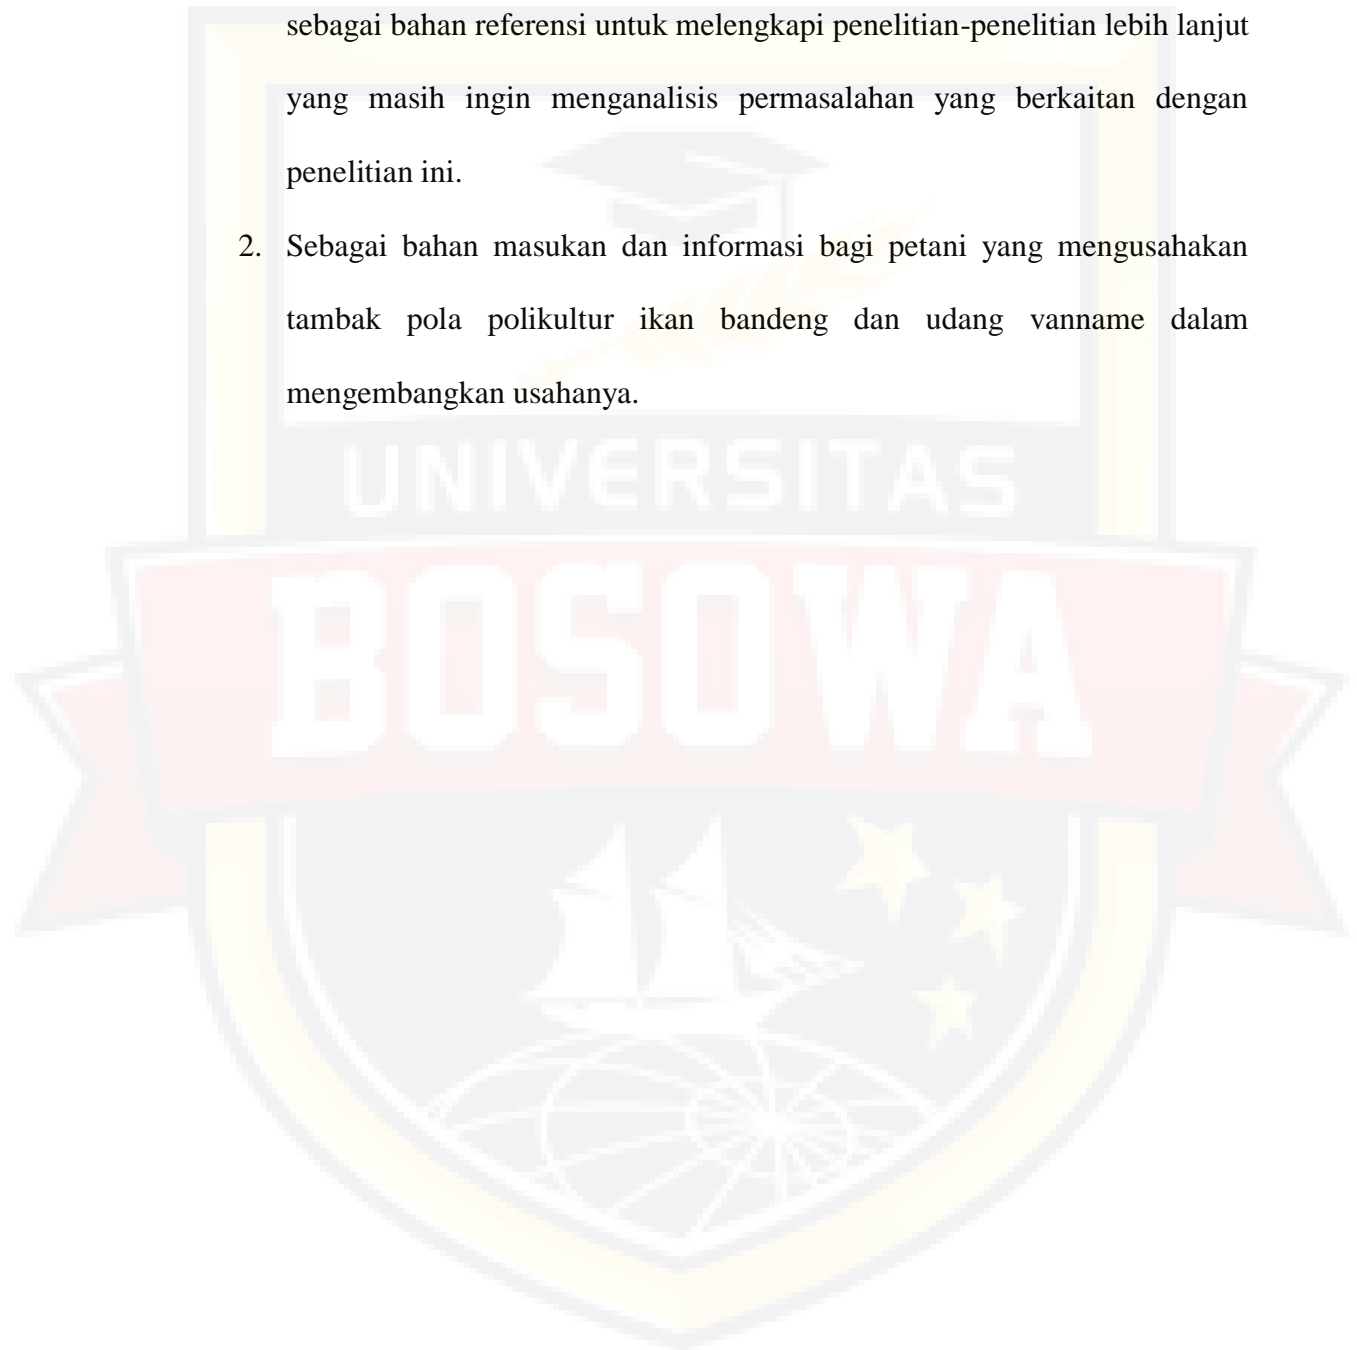 sebagai bahan referensi untuk melengkapi penelitian-penelitian lebih lanjut
yang masih ingin menganalisis permasalahan yang berkaitan dengan
penelitian ini.
2. Sebagai bahan masukan dan informasi bagi petani yang mengusahakan
tambak pola polikultur ikan bandeng dan udang vanname dalam
mengembangkan usahanya.
UNIVERSITAS
BOSOWA